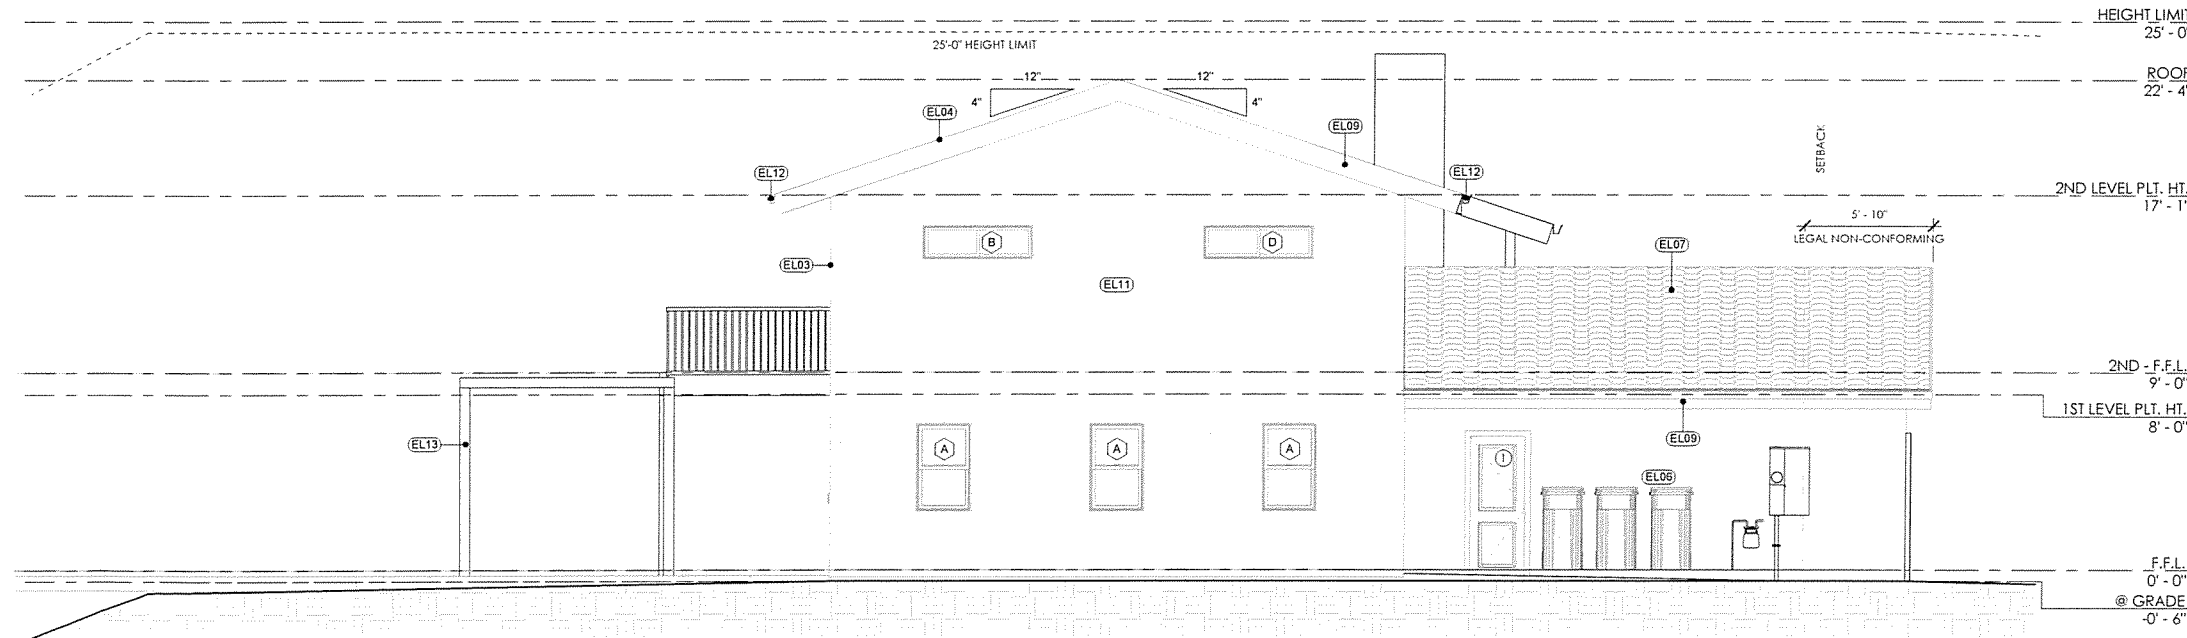 HEIGHT LIMIT
25' - 0"
25'-0" HEIGHT LIMIT
ROOF
22' - 4"
12"
12"
4"
4"
EL04
EL09
SETBACK
EL12
EL12
2ND LEVEL PLT. HT.
17' - 1"
5' - 10"
LEGAL NON-CONFORMING
B
D
EL07
EL03
EL11
2ND - F.F.L.
9' - 0"
1ST LEVEL PLT. HT.
8' - 0"
EL13
A
A
A
EL09
1
EL06
F.F.L.
0' - 0"
@ GRADE
-0' - 6"